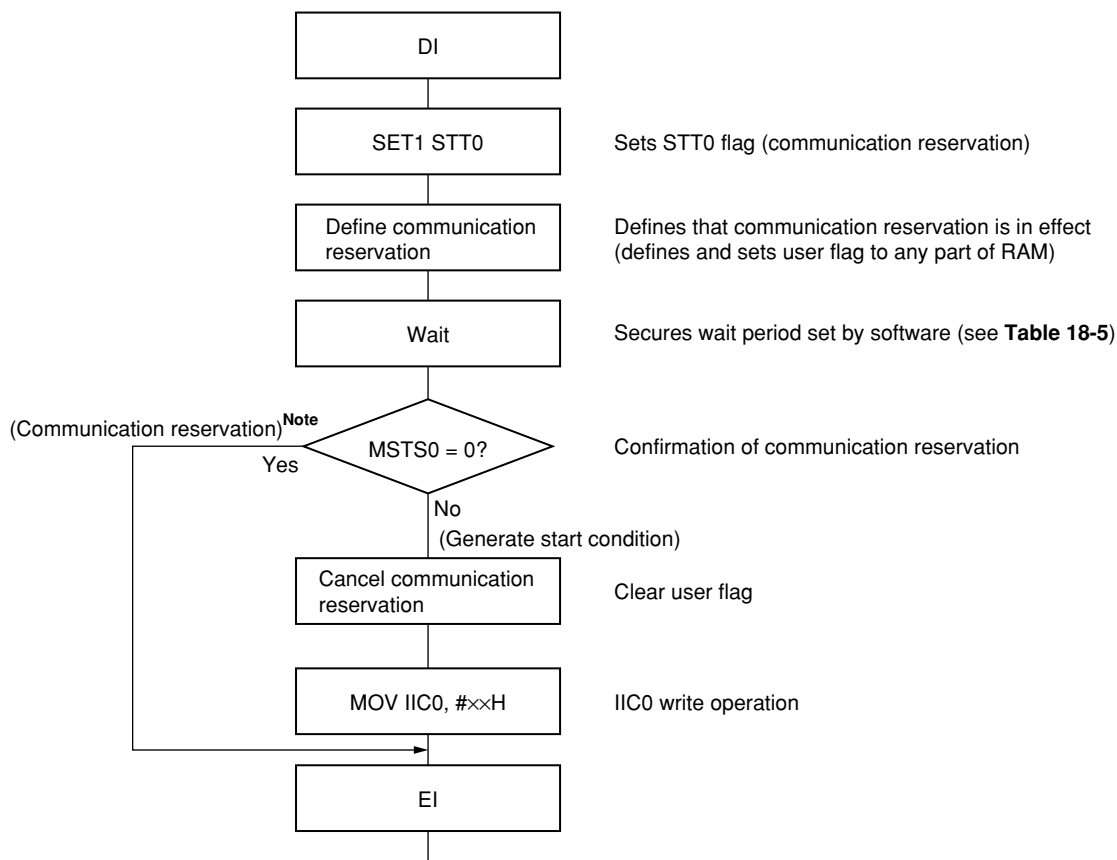 DI
SET1 STT0
Sets STT0 flag (communication reservation)
Define communication
reservation
Defines that communication reservation is in effect
(defines and sets user flag to any part of RAM)
Wait
Secures wait period set by software (see Table 18-5)
(Communication reservation)Note
Yes
MSTS0 = 0?
Confirmation of communication reservation
No
(Generate start condition)
Cancel communication
reservation
Clear user flag
MOV IIC0, #××H
IIC0 write operation
EI